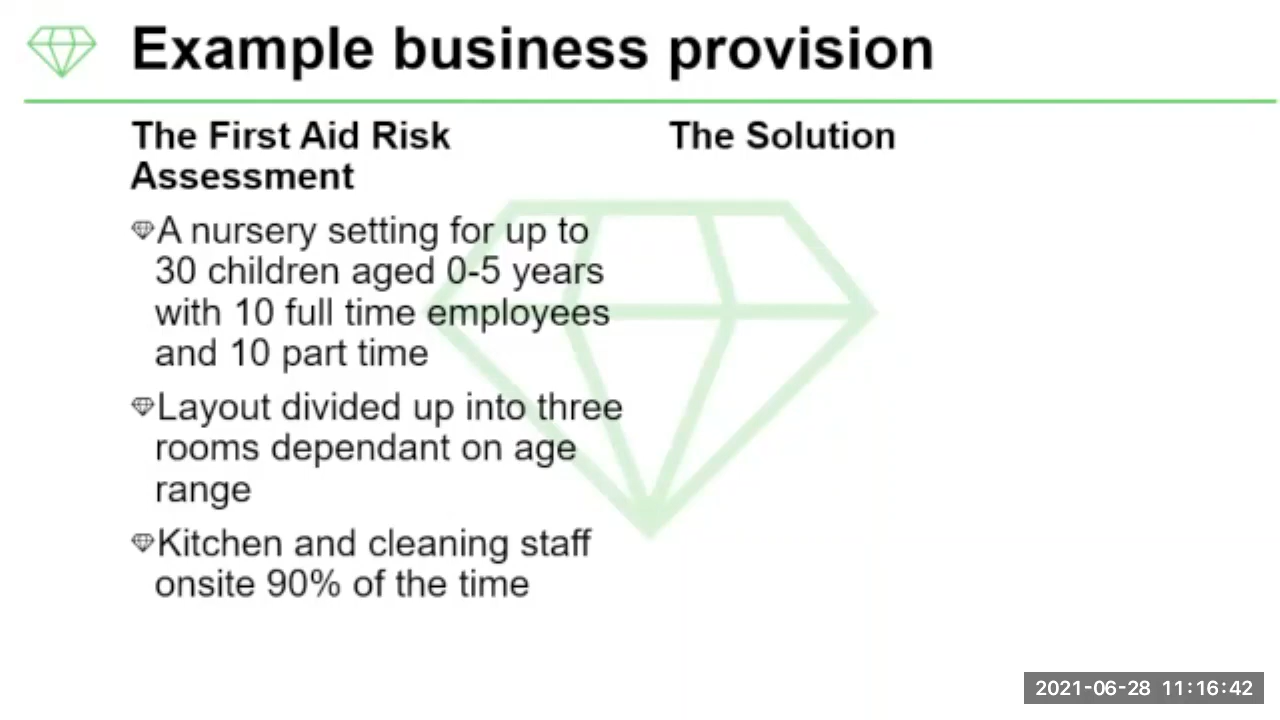 Example business provision
The First Aid Risk
Assessment
A nursery setting for up to
30 children aged 0-5 years
with 10 full time employees
and 10 part time
Layout divided up into three
rooms dependant on age
range
Kitchen and cleaning staff
onsite 90% of the time
The Solution
2021-06-28 11:16:42